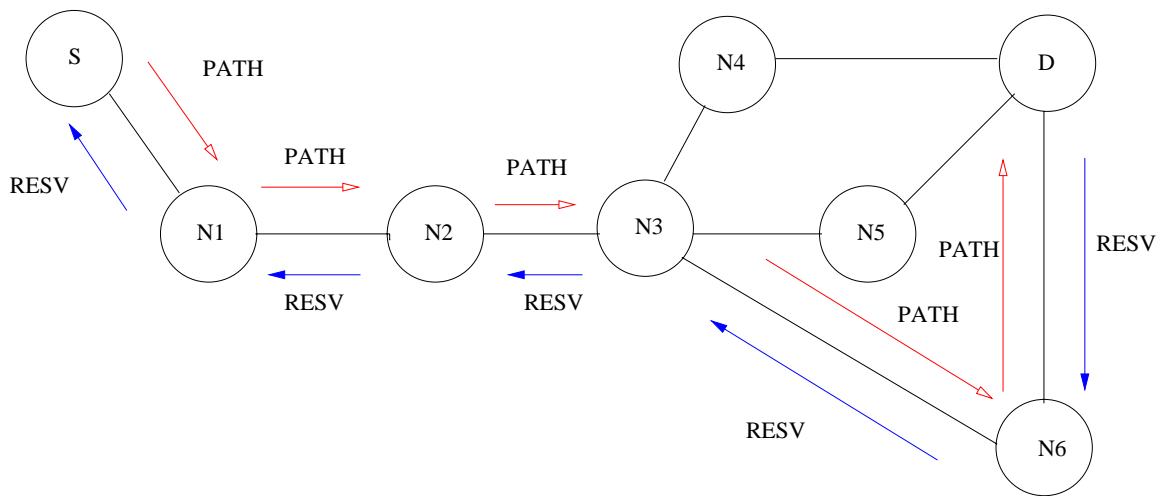 S
PATH
N4
D
PATH
PATH
RESV
N1
N2
N3
N5
PATH
RESV
RESV
RESV
PATH
RESV
N6